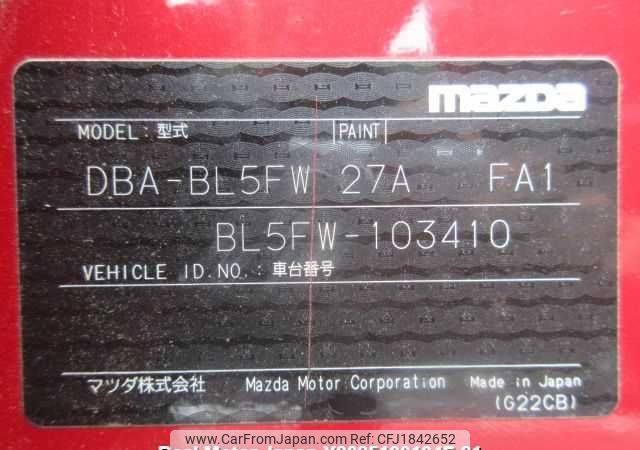 mazda
MODEL: 型式 PAINT
DBA-BL5FW 27A FA1
BL5FW-103410
VEHICLE ID.NO.: 車台番号
マツダ株式会社 Mazda Motor Corporation Made in Japan
(G22CB)
www.CarFromJapan.com Ref: CFJ1842652